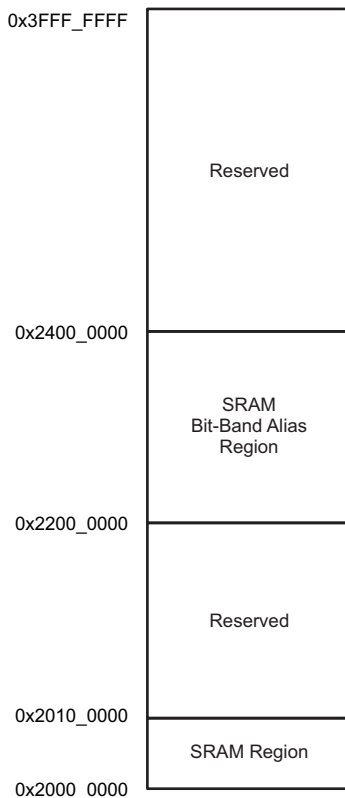 0x3FFF_FFFF
Reserved
0x2400_0000
SRAM
Bit-Band Alias
Region
0x2200_0000
Reserved
0x2010_0000
SRAM Region
0x2000_0000